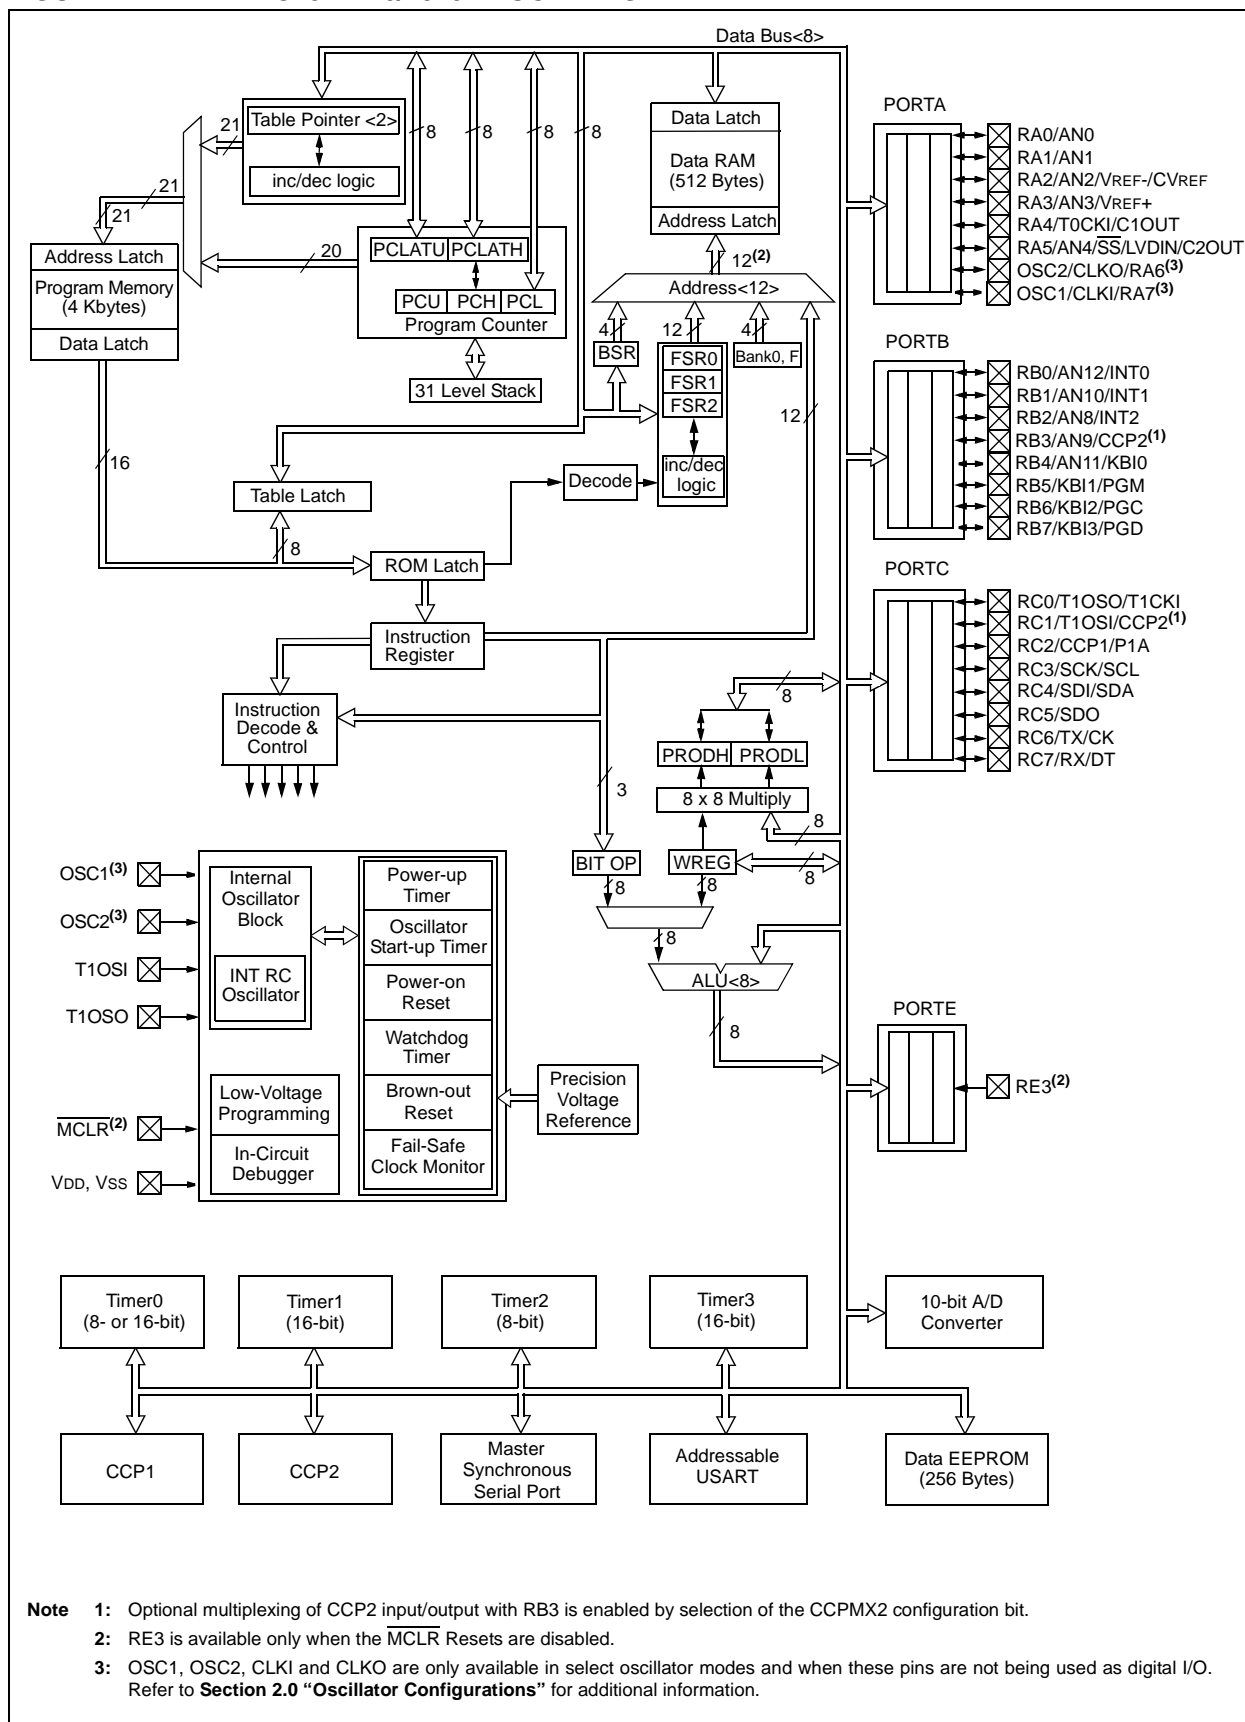 Data Bus<8>
Table Pointer <2>
inc/dec logic
21
21
21
20
8
8
8
8
Address Latch
Program Memory
(4 Kbytes)
Data Latch
PCLATU
PCLATH
PCU
PCH
PCL
Program Counter
31 Level Stack
Data Latch
Data RAM
(512 Bytes)
Address Latch
12(2)
Address<12>
4
12
4
BSR
FSR0
FSR1
FSR2
inc/dec
logic
Bank0, F
12
16
Table Latch
8
Decode
ROM Latch
Instruction
Register
Instruction
Decode &
Control
8
PRODH
PRODL
3
8 x 8 Multiply
8
BIT OP
WREG
8
8
8
8
ALU<8>
8
PORTA
RA0/AN0
RA1/AN1
RA2/AN2/VREF-/CVREF
RA3/AN3/VREF+
RA4/T0CKI/C1OUT
RA5/AN4/SS/LVDIN/C2OUT
OSC2/CLKO/RA6(3)
OSC1/CLKI/RA7(3)
PORTB
RB0/AN12/INT0
RB1/AN10/INT1
RB2/AN8/INT2
RB3/AN9/CCP2(1)
RB4/AN11/KBI0
RB5/KBI1/PGM
RB6/KBI2/PGC
RB7/KBI3/PGD
PORTC
RC0/T1OSO/T1CKI
RC1/T1OSI/CCP2(1)
RC2/CCP1/P1A
RC3/SCK/SCL
RC4/SDI/SDA
RC5/SDO
RC6/TX/CK
RC7/RX/DT
PORTE
RE3(2)
OSC1(3)
OSC2(3)
T1OSI
T1OSO
MCLR(2)
VDD, VSS
Internal
Oscillator
Block
INT RC
Oscillator
Low-Voltage
Programming
In-Circuit
Debugger
Power-up
Timer
Oscillator
Start-up Timer
Power-on
Reset
Watchdog
Timer
Brown-out
Reset
Fail-Safe
Clock Monitor
Precision
Voltage
Reference
Timer0
(8- or 16-bit)
Timer1
(16-bit)
Timer2
(8-bit)
Timer3
(16-bit)
10-bit A/D
Converter
CCP1
CCP2
Master
Synchronous
Serial Port
Addressable
USART
Data EEPROM
(256 Bytes)
Note 1: Optional multiplexing of CCP2 input/output with RB3 is enabled by selection of the CCPMX2 configuration bit.
2: RE3 is available only when the MCLR Resets are disabled.
3: OSC1, OSC2, CLKI and CLKO are only available in select oscillator modes and when these pins are not being used as digital I/O.
Refer to Section 2.0 “Oscillator Configurations” for additional information.